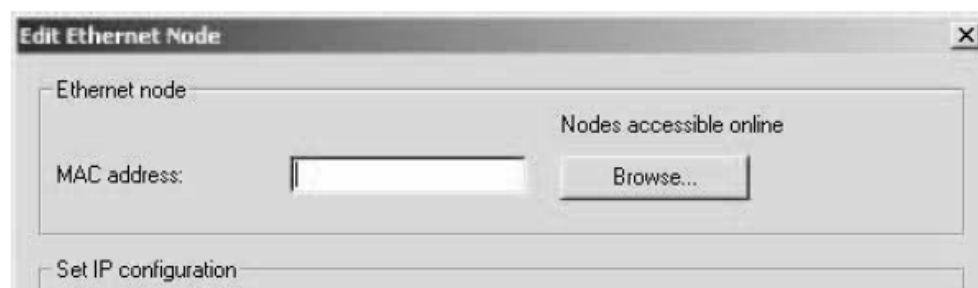 Edit Ethernet Node
Ethernet node
Nodes accessible online
MAC address:
Browse...
Set IP configuration